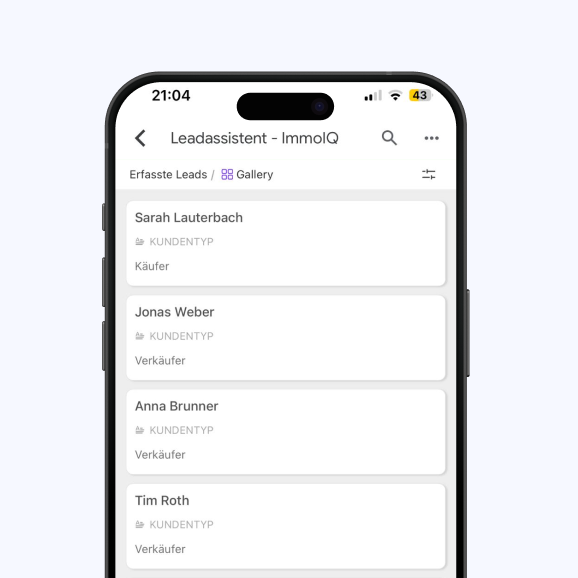 21:04
43
Leadassistent - ImmoIQ
Erfasste Leads / Gallery
Sarah Lauterbach
KUNDENTYP
Käufer
Jonas Weber
KUNDENTYP
Verkäufer
Anna Brunner
KUNDENTYP
Verkäufer
Tim Roth
KUNDENTYP
Verkäufer